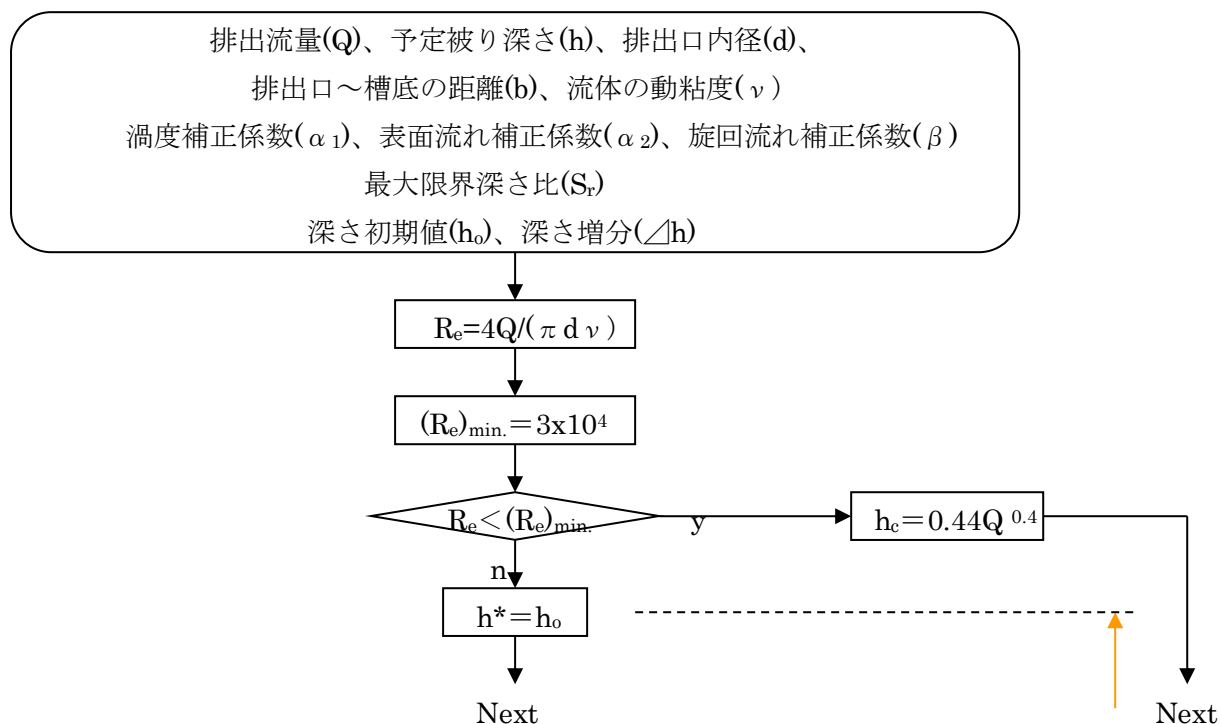 排出流量(Q)、予定被り深さ(h)、排出口内径(d)、
排出口～槽底の距離(b)、流体の動粘度(ν)
渦度補正係数(α₁)、表面流れ補正係数(α₂)、旋回流れ補正係数(β)
最大限界深さ比(Sᵣ)
深さ初期値(hₒ)、深さ増分(⊿h)
Rₑ=4Q/(πdν)
(Rₑ)min.＝3x10⁴
Rₑ＜(Rₑ)min.
y
h_c＝0.44Q ⁰·⁴
n
h*＝hₒ
Next
Next